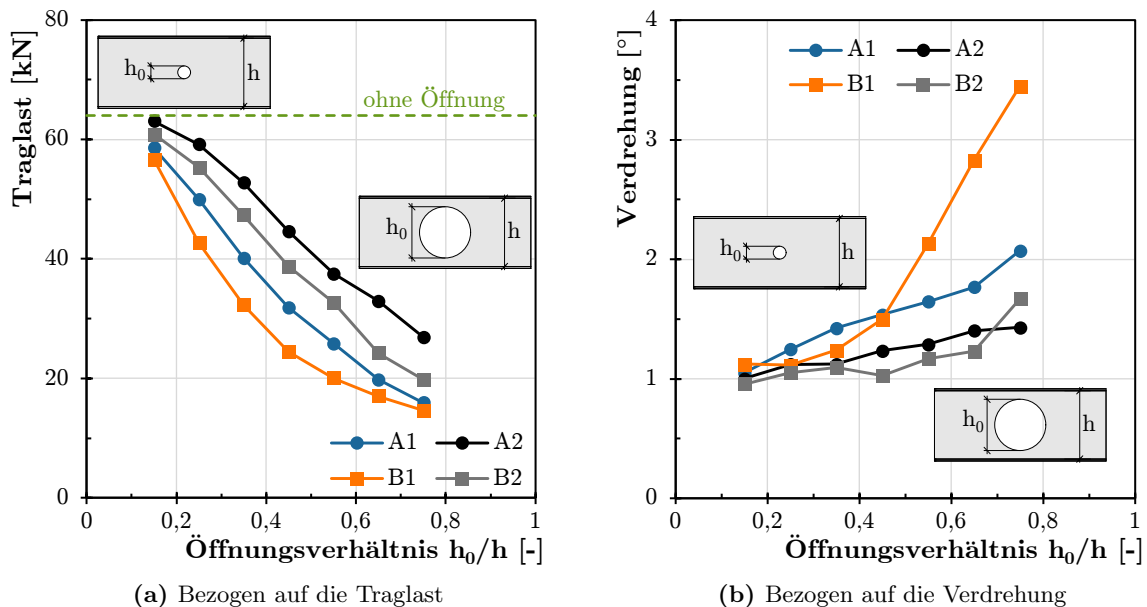 Traglast [kN]
80
60
40
20
0
h₀
h
ohne Öffnung
h₀
h
A1
A2
B1
B2
0
0,2
0,4
0,6
0,8
1
Öffnungsverhältnis h₀/h [-]
(a) Bezogen auf die Traglast
Verdrehung [°]
4
3
2
1
0
A1
A2
B1
B2
h₀
h
h₀
h
0
0,2
0,4
0,6
0,8
1
Öffnungsverhältnis h₀/h [-]
(b) Bezogen auf die Verdrehung